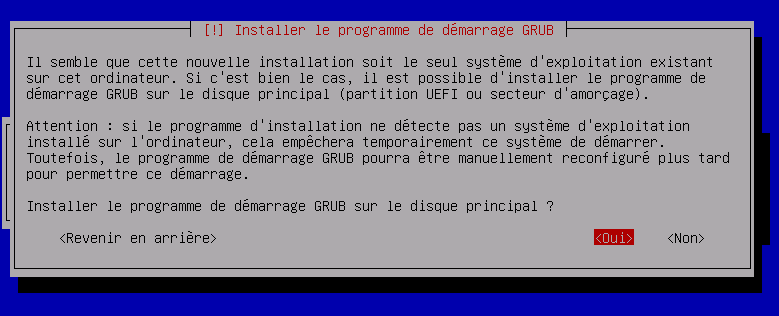 [!] Installer le programme de démarrage GRUB
Il semble que cette nouvelle installation soit le seul système d'exploitation existant
sur cet ordinateur. Si c'est bien le cas, il est possible d'installer le programme de
démarrage GRUB sur le disque principal (partition UEFI ou secteur d'amorçage).
Attention : si le programme d'installation ne détecte pas un système d'exploitation
installé sur l'ordinateur, cela empêchera temporairement ce système de démarrer.
Toutefois, le programme de démarrage GRUB pourra être manuellement reconfiguré plus tard
pour permettre ce démarrage.
Installer le programme de démarrage GRUB sur le disque principal ?
<Revenir en arrière> <Oui> <Non>